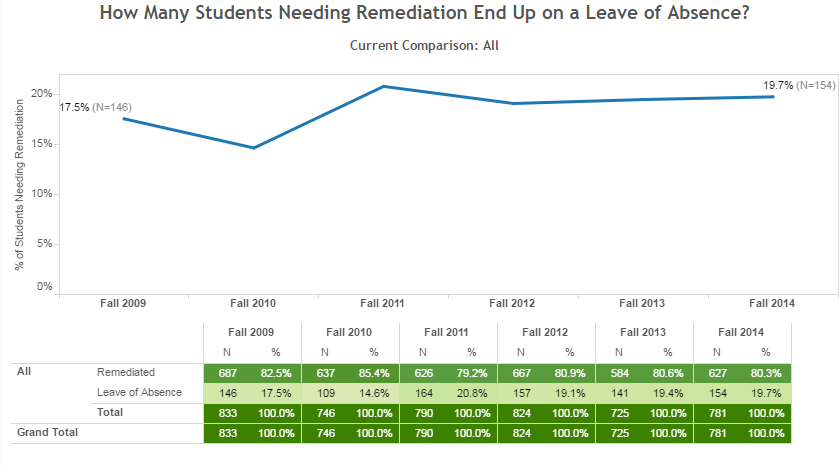 How Many Students Needing Remediation End Up on a Leave of Absence?
Current Comparison: All
% of Students Needing Remediation
20%
15%
10%
5%
0%
17.5% (N=146)
19.7% (N=154)
Fall 2009 Fall 2010 Fall 2011 Fall 2012 Fall 2013 Fall 2014
Fall 2009 Fall 2010 Fall 2011 Fall 2012 Fall 2013 Fall 2014
N % N % N % N % N % N %
All Remediated 687 82.5% 637 85.4% 626 79.2% 667 80.9% 584 80.6% 627 80.3%
Leave of Absence 146 17.5% 109 14.6% 164 20.8% 157 19.1% 141 19.4% 154 19.7%
Total 833 100.0% 746 100.0% 790 100.0% 824 100.0% 725 100.0% 781 100.0%
Grand Total 833 100.0% 746 100.0% 790 100.0% 824 100.0% 725 100.0% 781 100.0%